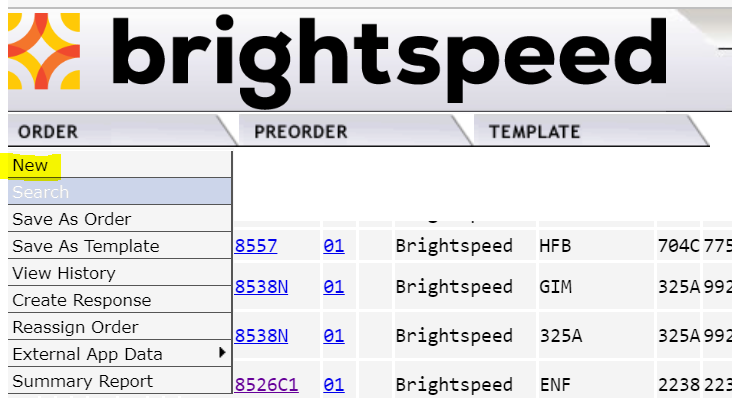 brightspeed
ORDER PREORDER TEMPLATE
New
Search
Save As Order
Save As Template 8557 01 Brightspeed HFB 704C 775
View History
Create Response 8538N 01 Brightspeed GIM 325A 992
Reassign Order 8538N 01 Brightspeed 325A 325A 992
External App Data
Summary Report 8526C1 01 Brightspeed ENF 2238 223